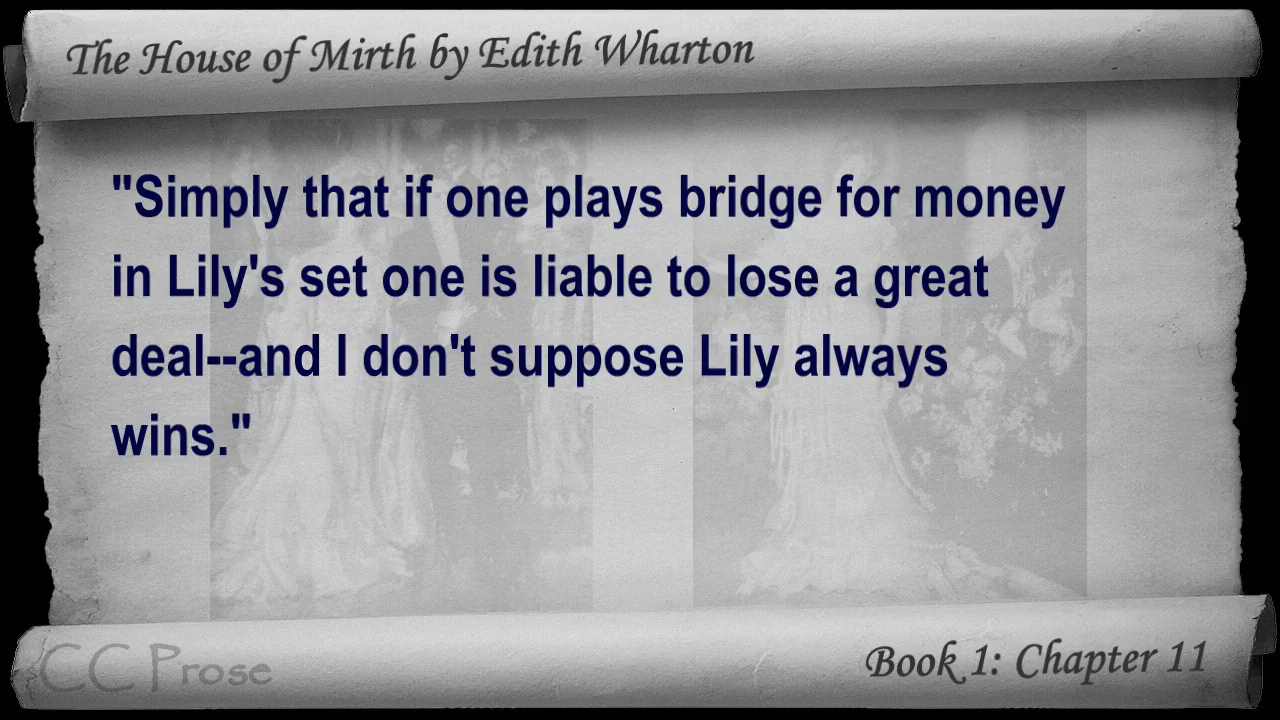 The House of Mirth by Edith Wharton
"Simply that if one plays bridge for money
in Lily's set one is liable to lose a great
deal--and I don't suppose Lily always
wins."
CC Prose
Book 1: Chapter 11